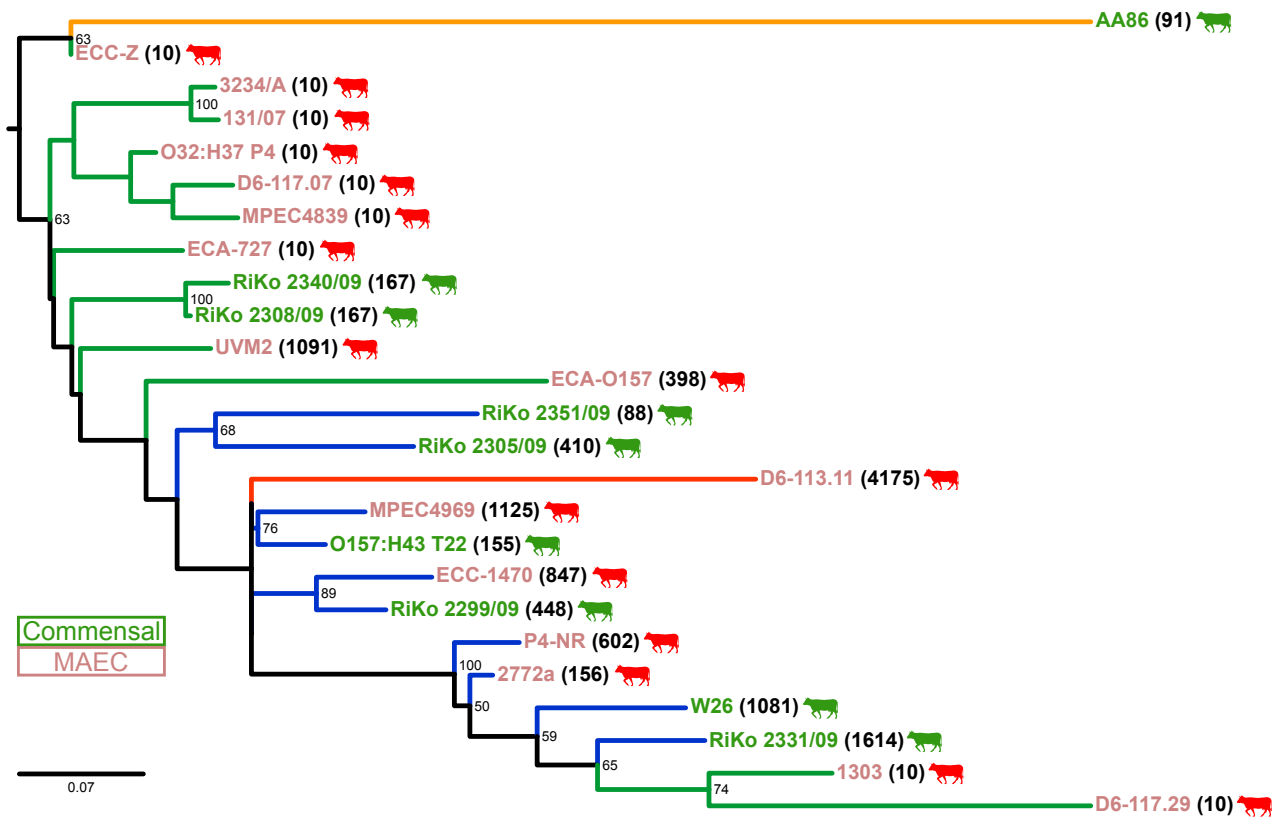 AA86 (91)
63
ECC-Z (10)
3234/A (10)
100
131/07 (10)
O32:H37 P4 (10)
D6-117.07 (10)
MPEC4839 (10)
63
ECA-727 (10)
RiKo 2340/09 (167)
100
RiKo 2308/09 (167)
UVM2 (1091)
ECA-O157 (398)
RiKo 2351/09 (88)
68
RiKo 2305/09 (410)
D6-113.11 (4175)
MPEC4969 (1125)
76
O157:H43 T22 (155)
ECC-1470 (847)
89
RiKo 2299/09 (448)
Commensal
MAEC
P4-NR (602)
100
2772a (156)
50
W26 (1081)
59
RiKo 2331/09 (1614)
65
1303 (10)
74
D6-117.29 (10)
0.07